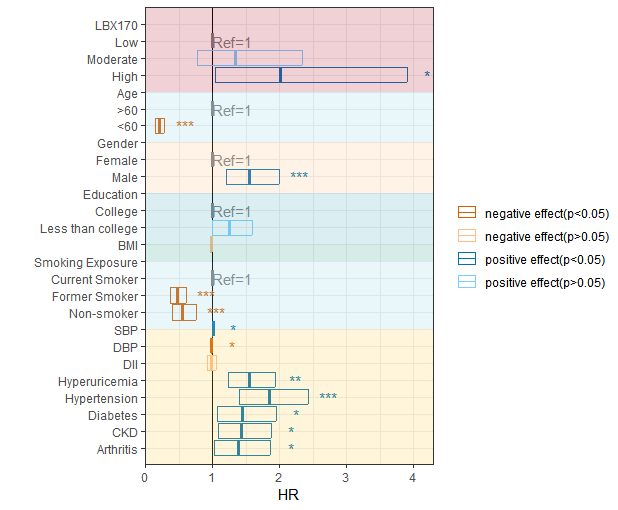 LBX170
Low Ref=1
Moderate
High *
Age
>60 Ref=1
<60 ***
Gender
Female Ref=1
Male ***
Education
College Ref=1
Less than college
BMI
Smoking Exposure
Current Smoker Ref=1
Former Smoker ***
Non-smoker ***
SBP *
DBP *
DII
Hyperuricemia **
Hypertension ***
Diabetes *
CKD *
Arthritis *
0 1 2 3 4
HR
negative effect(p<0.05)
negative effect(p>0.05)
positive effect(p<0.05)
positive effect(p>0.05)